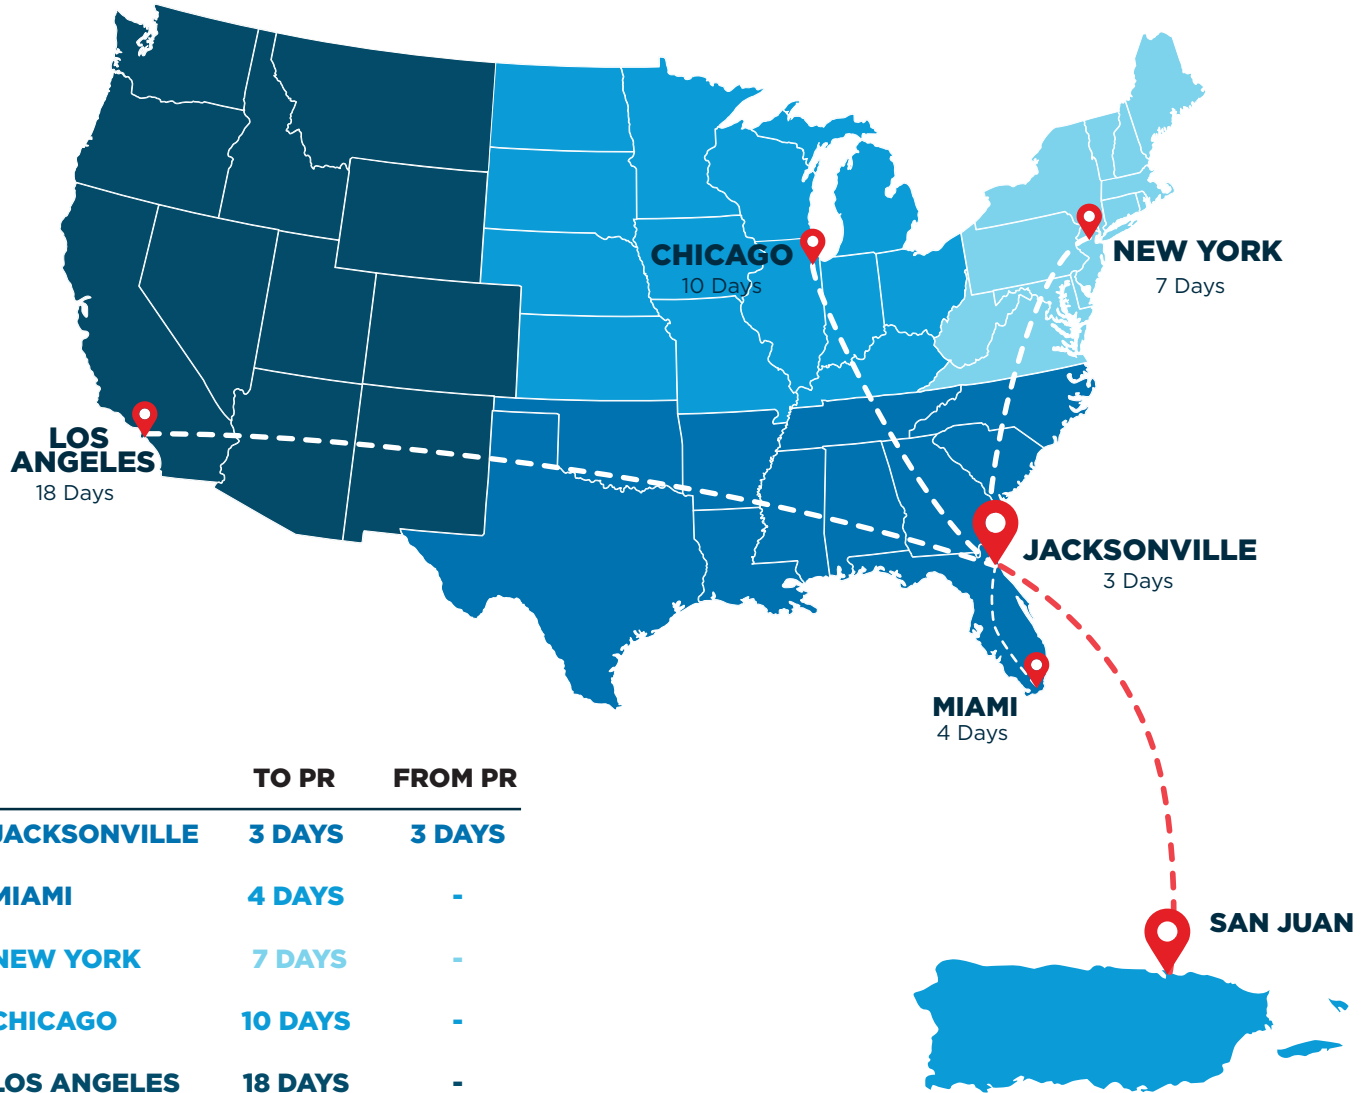 CHICAGO
10 Days
NEW YORK
7 Days
LOS
ANGELES
18 Days
JACKSONVILLE
3 Days
MIAMI
4 Days
SAN JUAN
TO PR FROM PR
JACKSONVILLE 3 DAYS 3 DAYS
MIAMI 4 DAYS -
NEW YORK 7 DAYS -
CHICAGO 10 DAYS -
LOS ANGELES 18 DAYS -